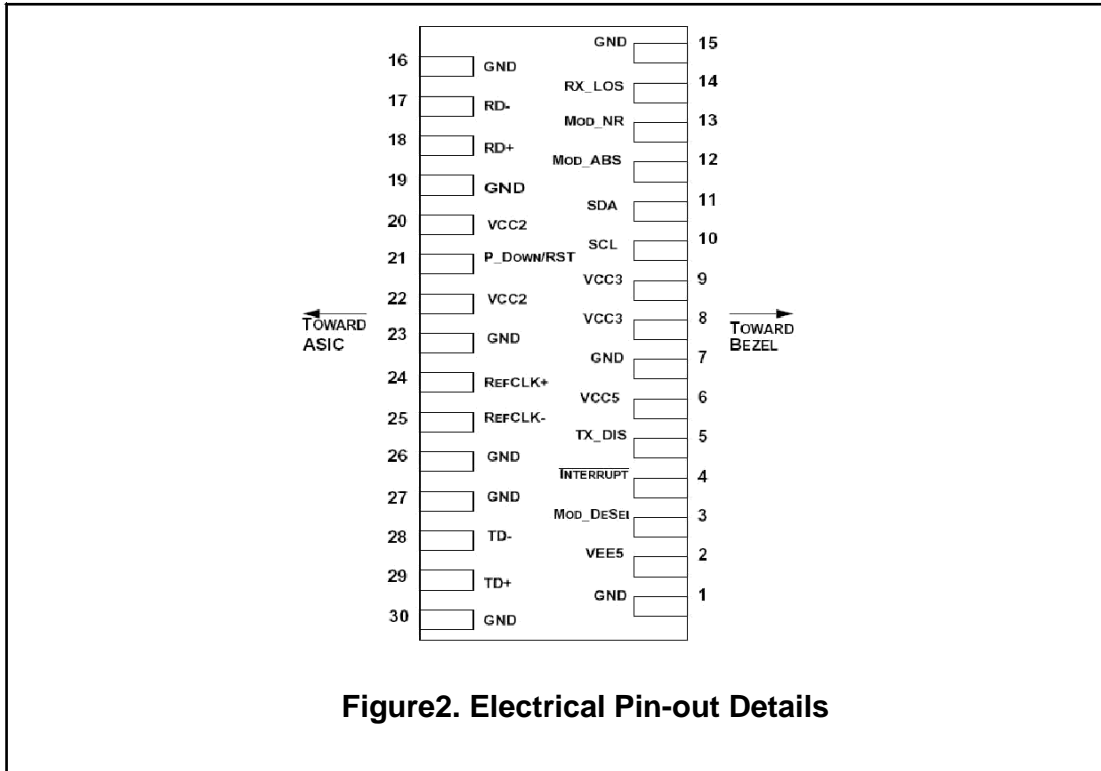 GND 15
16 GND
RX_LOS 14
17 RD-
MOD_NR 13
18 RD+
MOD_ABS 12
19 GND
SDA 11
20 VCC2
SCL 10
21 P_DOWN/RST
VCC3 9
22 VCC2
VCC3 8
TOWARD ASIC
TOWARD BEZEL
23 GND
GND 7
24 REFCLK+
VCC5 6
25 REFCLK-
TX_DIS 5
26 GND
INTERRUPT 4
27 GND
MOD_DESEL 3
28 TD-
VEE5 2
29 TD+
GND 1
30 GND
Figure2. Electrical Pin-out Details